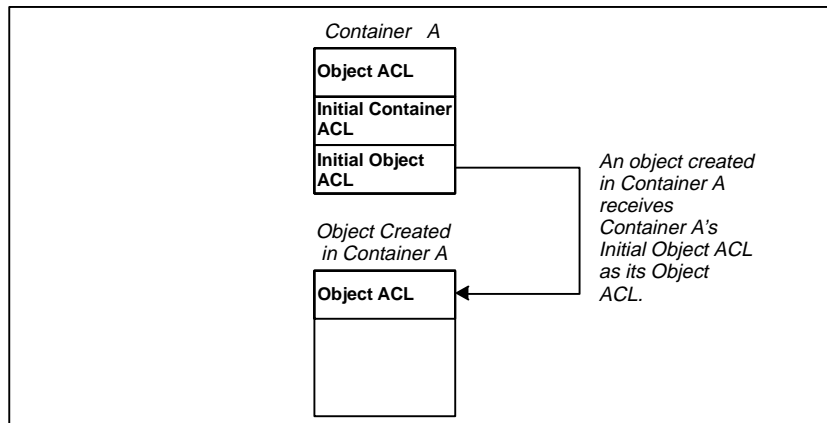 Container A
Object ACL
Initial Container
ACL
Initial Object
ACL
An object created
in Container A
receives
Container A's
Initial Object ACL
as its Object
ACL.
Object Created
in Container A
Object ACL